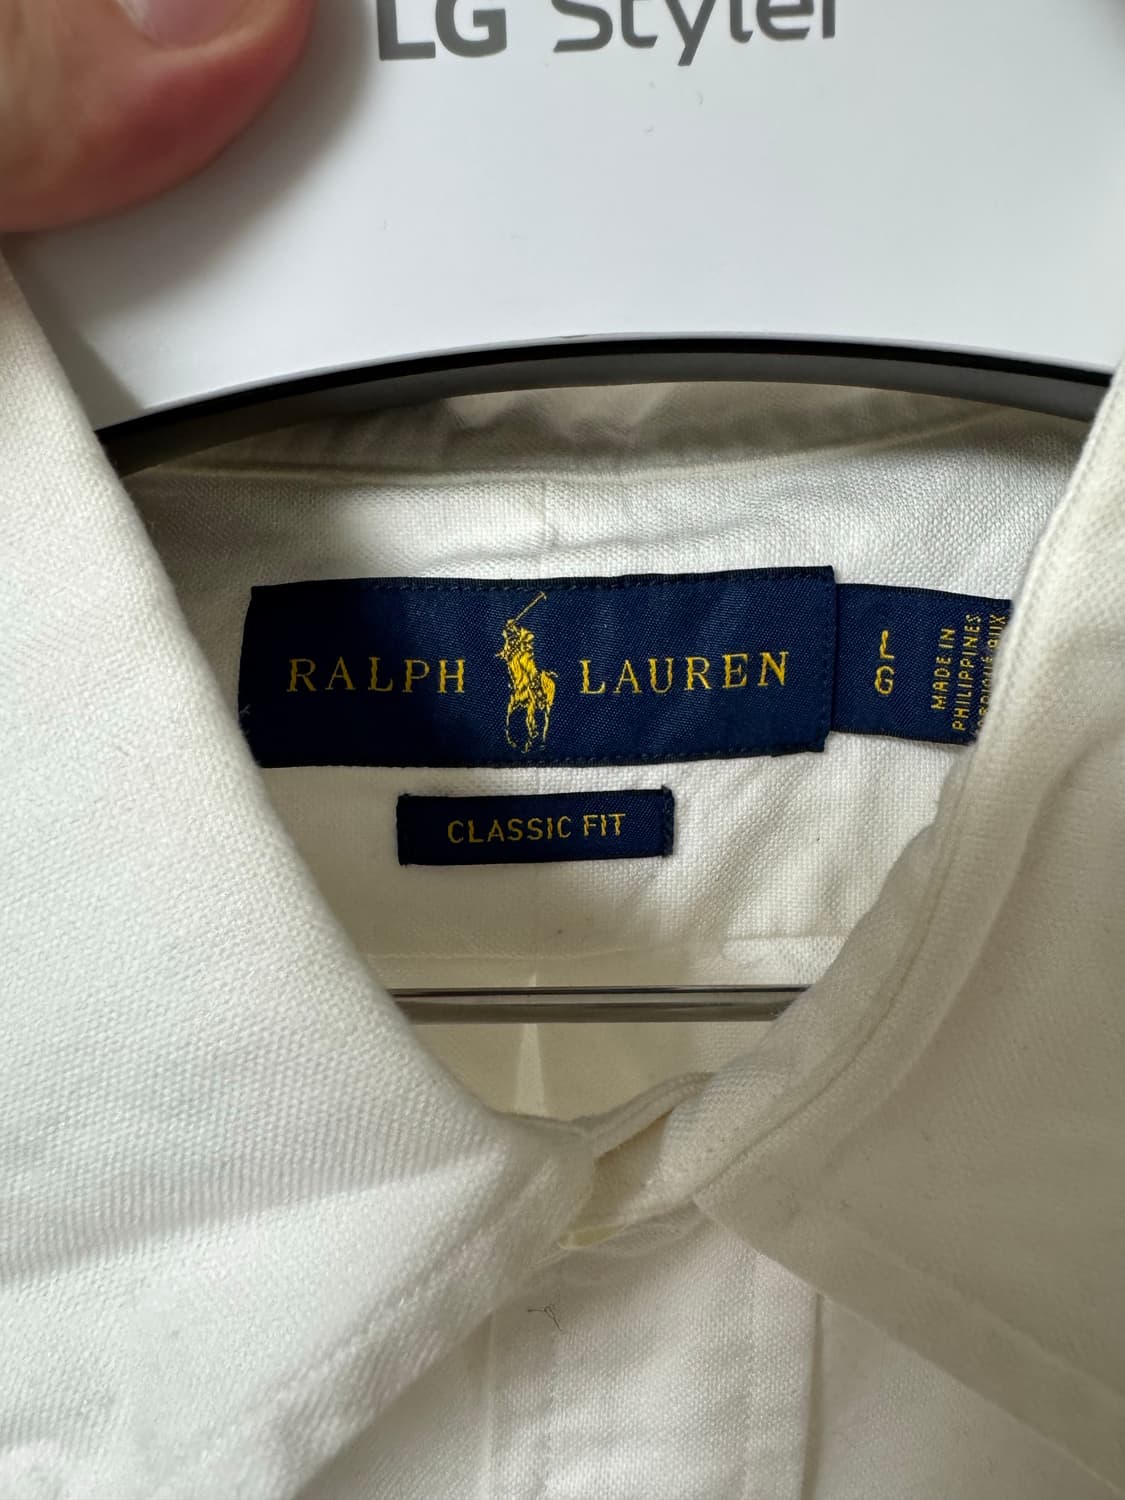 LG Styler
RALPH LAUREN
L
G
MADE IN
PHILIPPINES
CLASSIC FIT